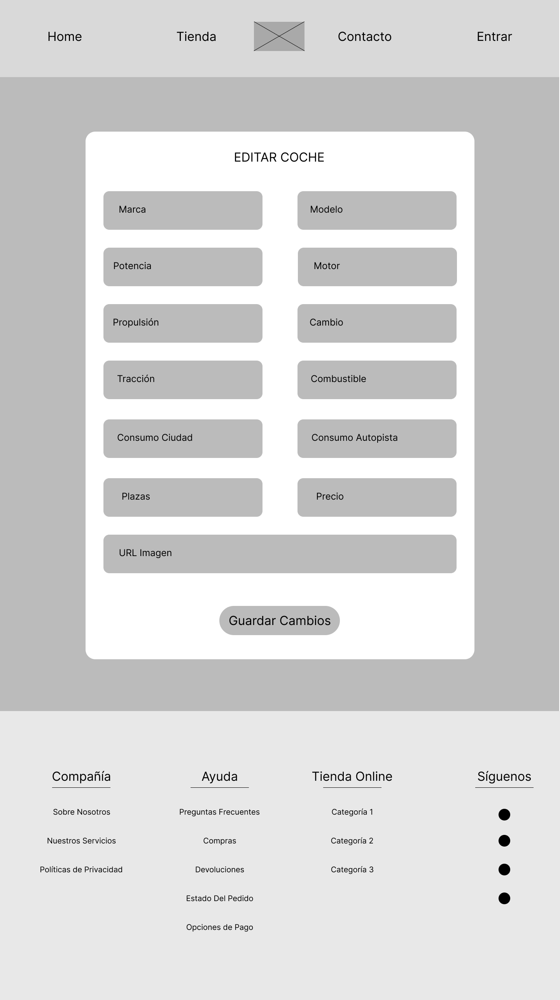 Home
Tienda
Contacto
Entrar
EDITAR COCHE
Marca
Modelo
Potencia
Motor
Propulsión
Cambio
Tracción
Combustible
Consumo Ciudad
Consumo Autopista
Plazas
Precio
URL Imagen
Guardar Cambios
Compañía
Sobre Nosotros
Nuestros Servicios
Políticas de Privacidad
Ayuda
Preguntas Frecuentes
Compras
Devoluciones
Estado Del Pedido
Opciones de Pago
Tienda Online
Categoría 1
Categoría 2
Categoría 3
Síguenos